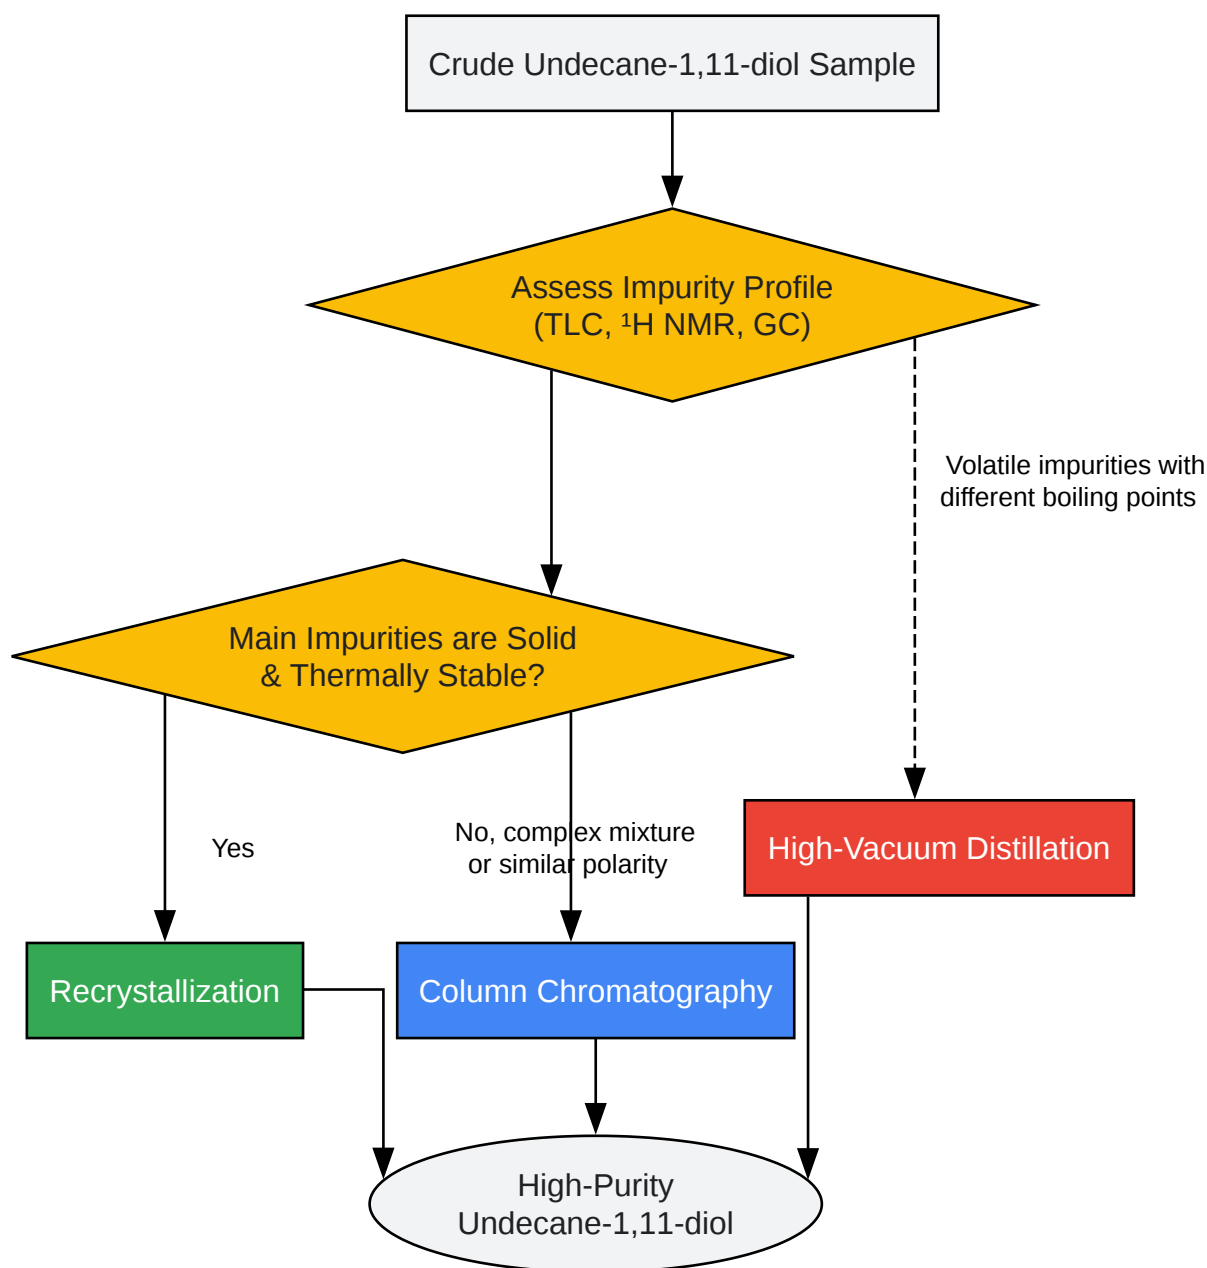 Crude Undecane-1,11-diol Sample
Assess Impurity Profile
(TLC, ¹H NMR, GC)
Volatile impurities with
different boiling points
Main Impurities are Solid
& Thermally Stable?
Yes
No, complex mixture
or similar polarity
High-Vacuum Distillation
Recrystallization
Column Chromatography
High-Purity
Undecane-1,11-diol